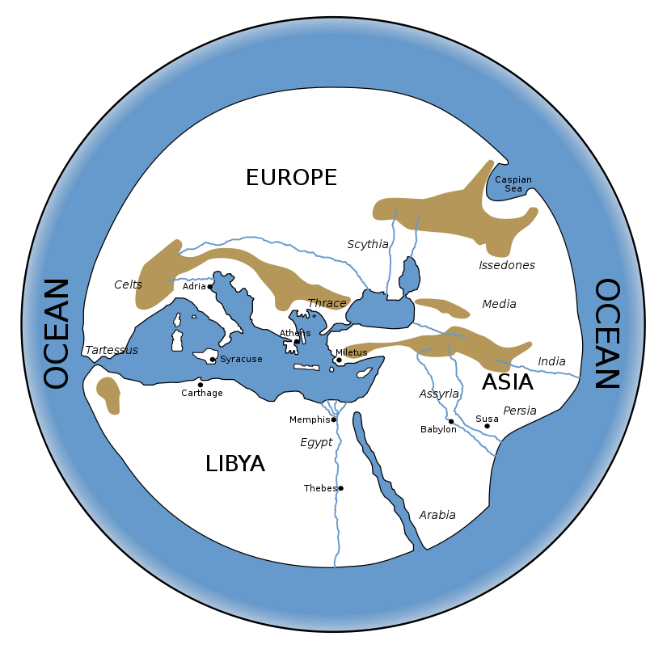 EUROPE
Caspian
Sea
Scythia
Issedones
Celts
Adria
OCEAN
OCEAN
Thrace
Media
Athens
Tartessus
Miletus
Syracuse
India
ASIA
Carthage
Assyria
Persia
Memphis
Susa
Babylon
Egypt
LIBYA
Thebes
Arabia